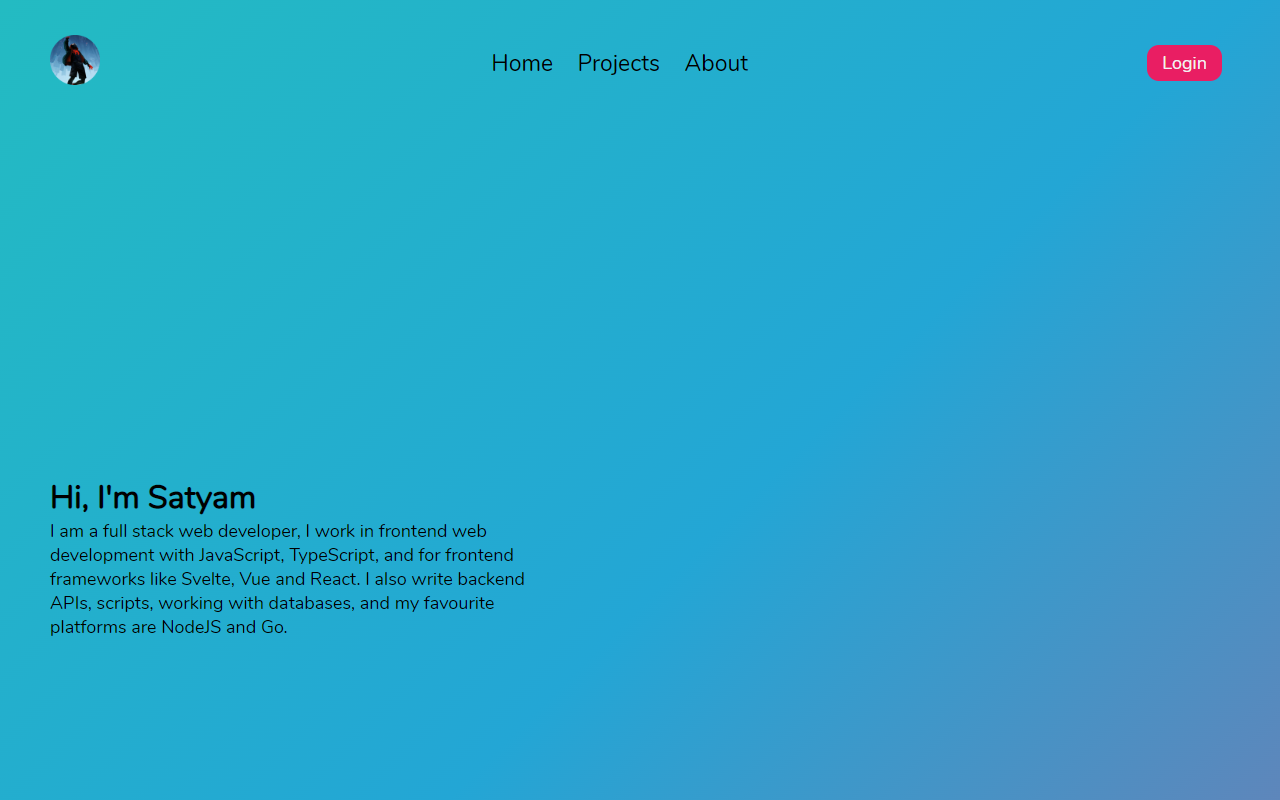 Home Projects About Login
Hi, I'm Satyam
I am a full stack web developer, I work in frontend web
development with JavaScript, TypeScript, and for frontend
frameworks like Svelte, Vue and React. I also write backend
APIs, scripts, working with databases, and my favourite
platforms are NodeJS and Go.